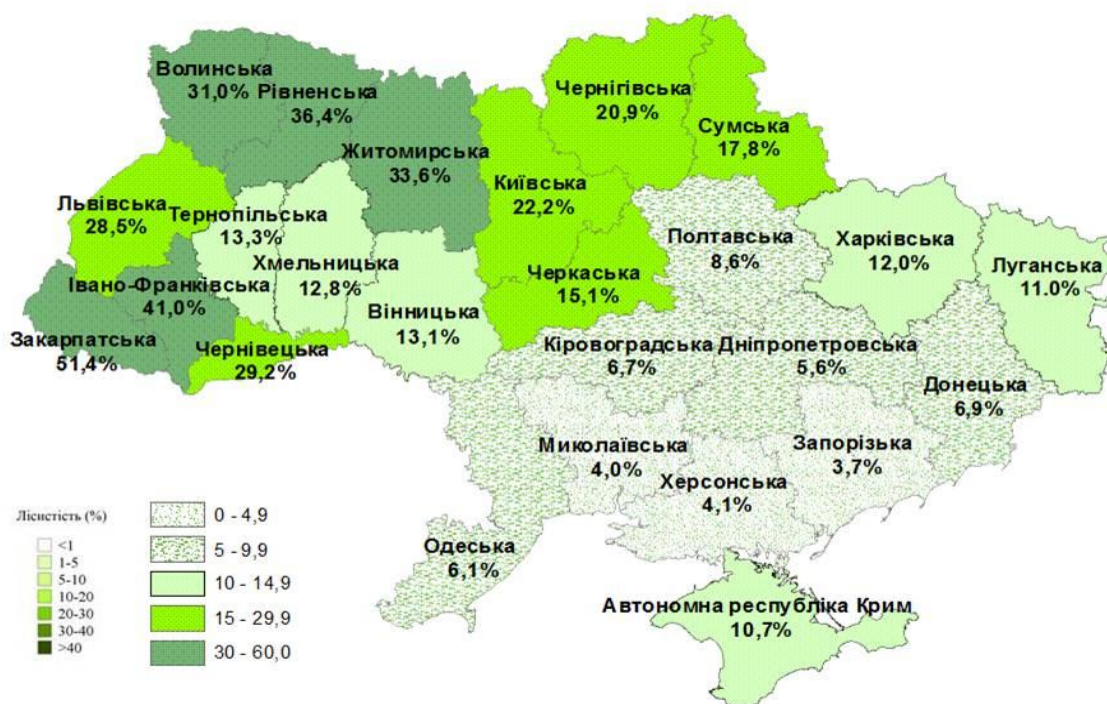 Волинська
31,0%
Рівненська
36,4%
Житомирська
33,6%
Чернігівська
20,9%
Сумська
17,8%
Київська
22,2%
Львівська
28,5%
Тернопільська
13,3%
Хмельницька
12,8%
Івано-Франківська
41,0%
Закарпатська
51,4%
Чернівецька
29,2%
Вінницька
13,1%
Черкаська
15,1%
Полтавська
8,6%
Харківська
12,0%
Луганська
11.0%
Кіровоградська
6,7%
Дніпропетровська
5,6%
Донецька
6,9%
Миколаївська
4,0%
Херсонська
4,1%
Запорізька
3,7%
Одеська
6,1%
Автономна республіка Крим
10,7%
Лісистість (%)
<1
1-5
5-10
10-20
20-30
30-40
>40
0 - 4,9
5 - 9,9
10 - 14,9
15 - 29,9
30 - 60,0